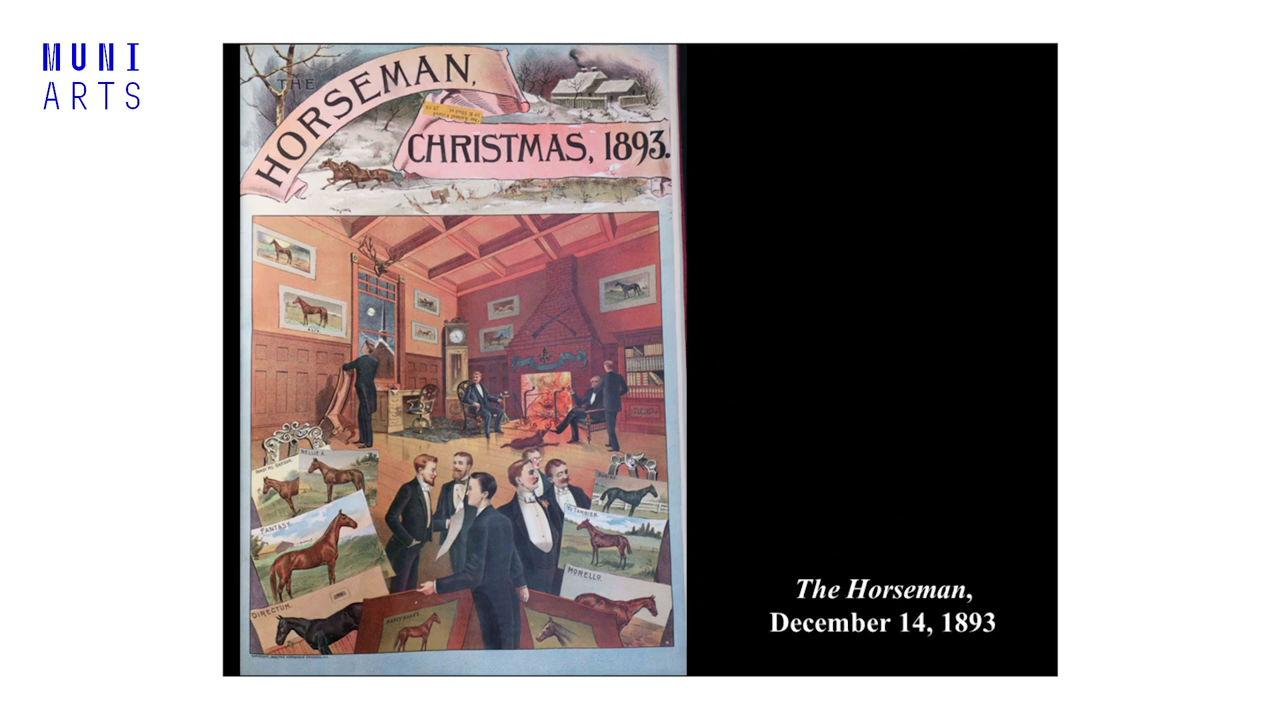 MUNI
ARTS
THE
HORSEMAN,
CHRISTMAS, 1893.
NELLIE A.
FANTASY.
DIRECTUM.
MORELLO.
The Horseman,
December 14, 1893